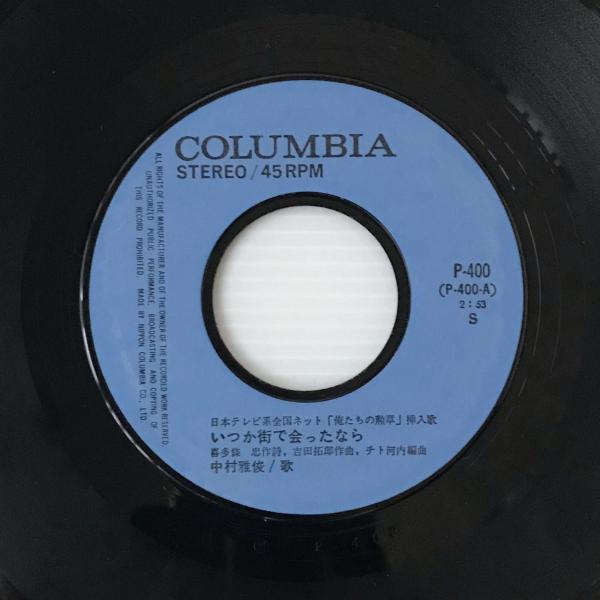 COLUMBIA
STEREO / 45 RPM
ALL RIGHTS OF THE MANUFACTURER AND OF THE OWNER OF THE RECORDED WORK RESERVED.
UNAUTHORIZED PUBLIC PERFORMANCE, BROADCASTING AND COPYING OF
THIS RECORD PROHIBITED. MADE BY NIPPON COLUMBIA CO., LTD.
P-400
(P-400-A)
2:53
S
日本テレビ系全国ネット「俺たちの勲章」挿入歌
いつか街で会ったなら
喜多條 忠作詩，吉田拓郎作曲，チト河内編曲
中村雅俊/歌